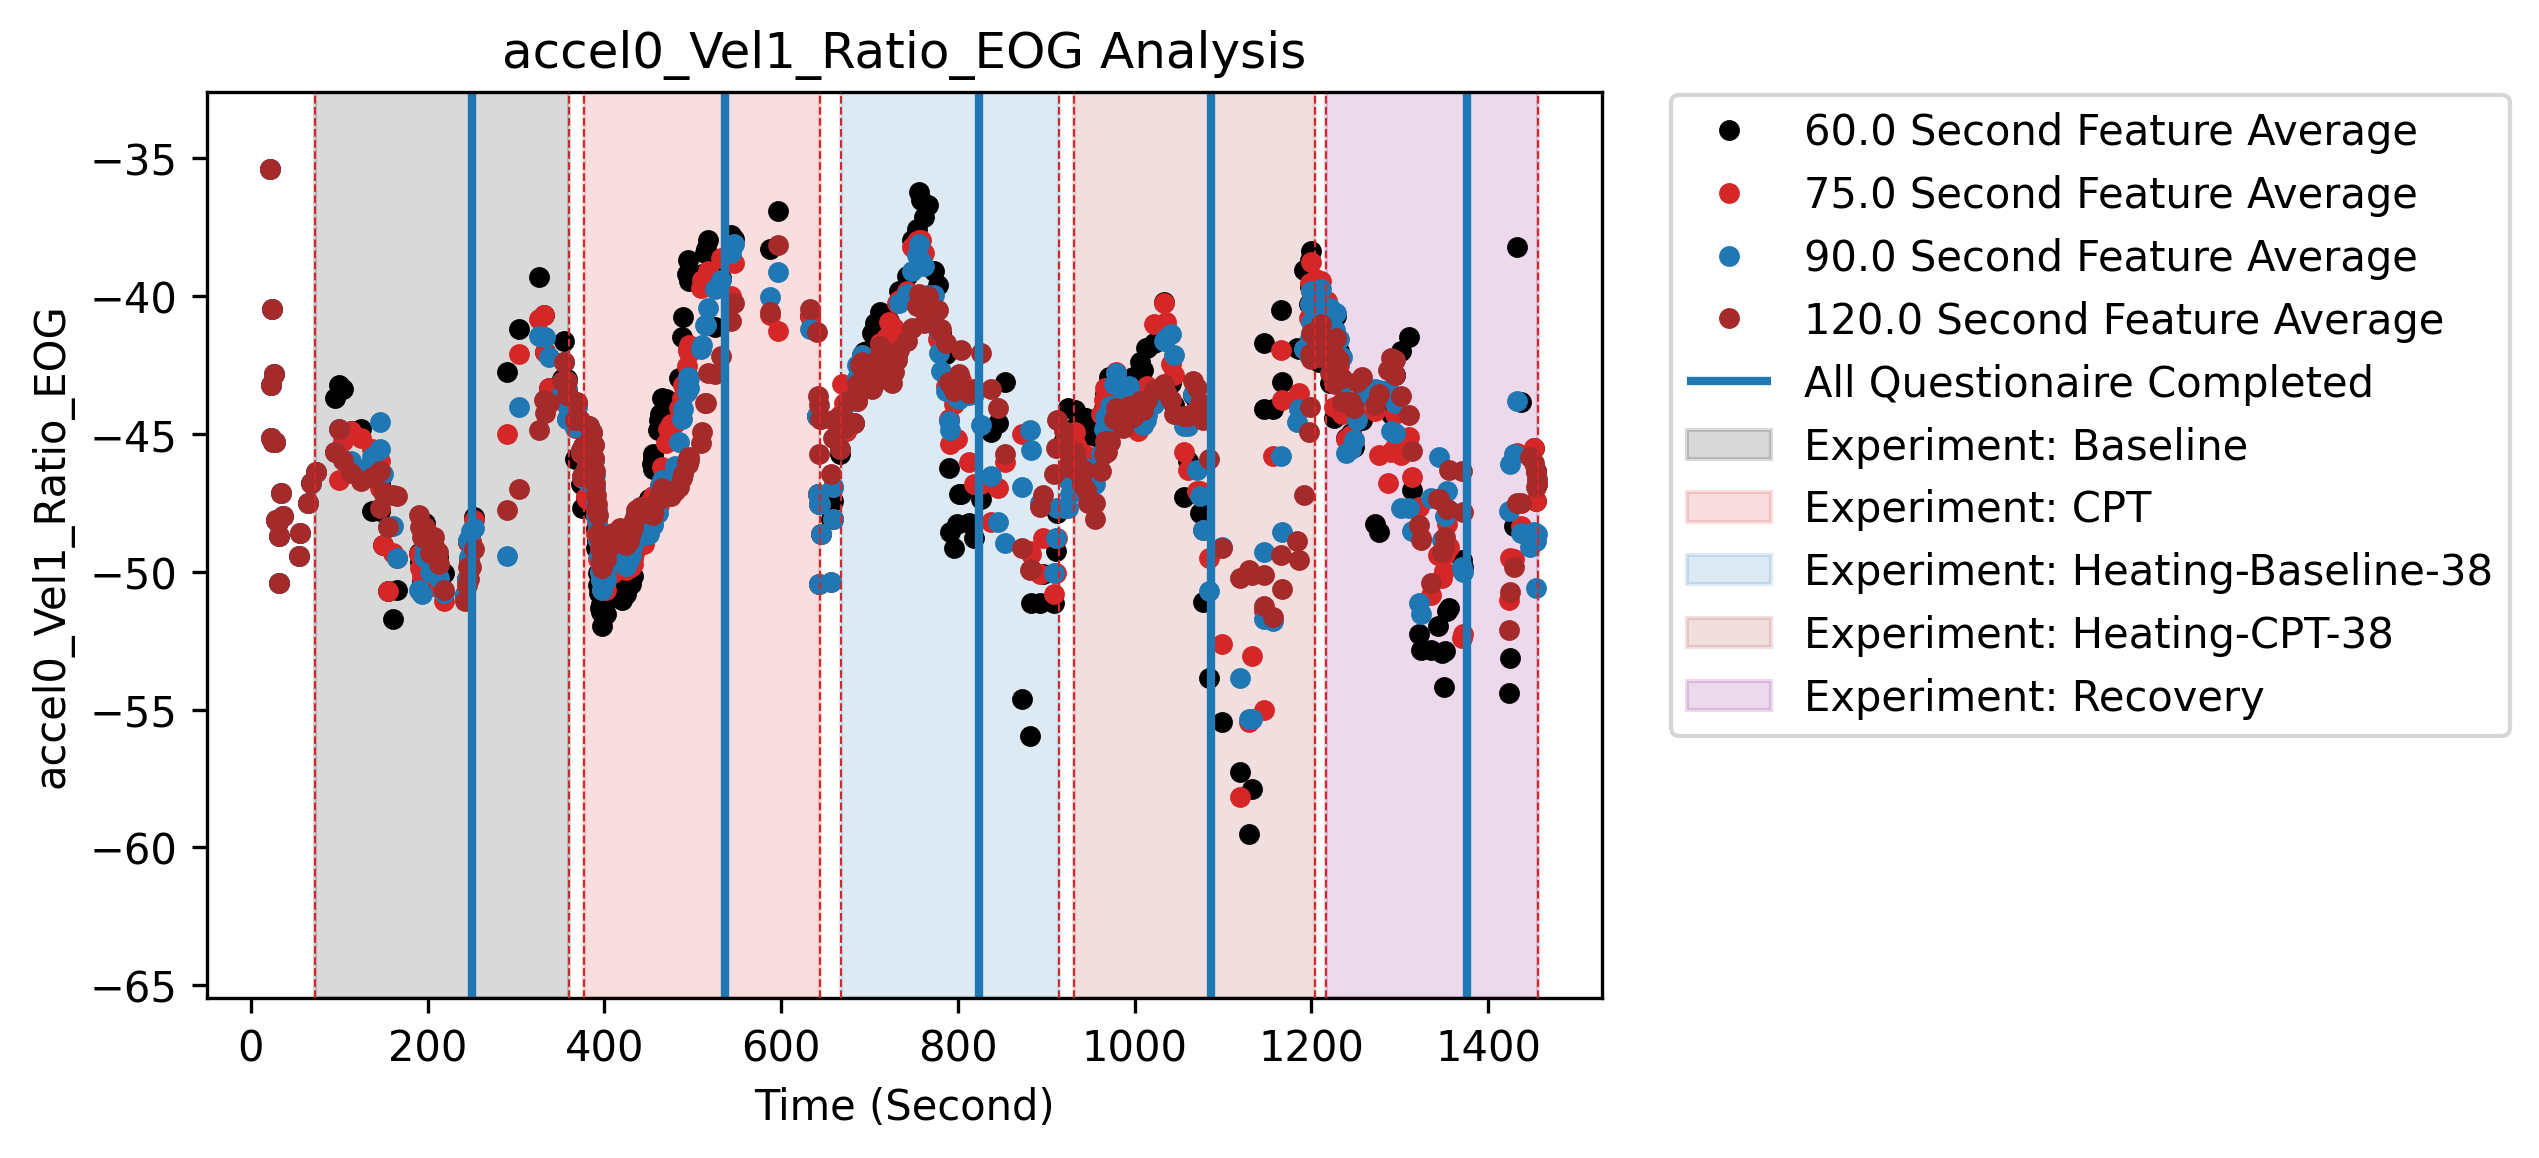 accel0_Vel1_Ratio_EOG Analysis
accel0_Vel1_Ratio_EOG
−35
−40
−45
−50
−55
−60
−65
0 200 400 600 800 1000 1200 1400
Time (Second)
60.0 Second Feature Average
75.0 Second Feature Average
90.0 Second Feature Average
120.0 Second Feature Average
All Questionaire Completed
Experiment: Baseline
Experiment: CPT
Experiment: Heating-Baseline-38
Experiment: Heating-CPT-38
Experiment: Recovery